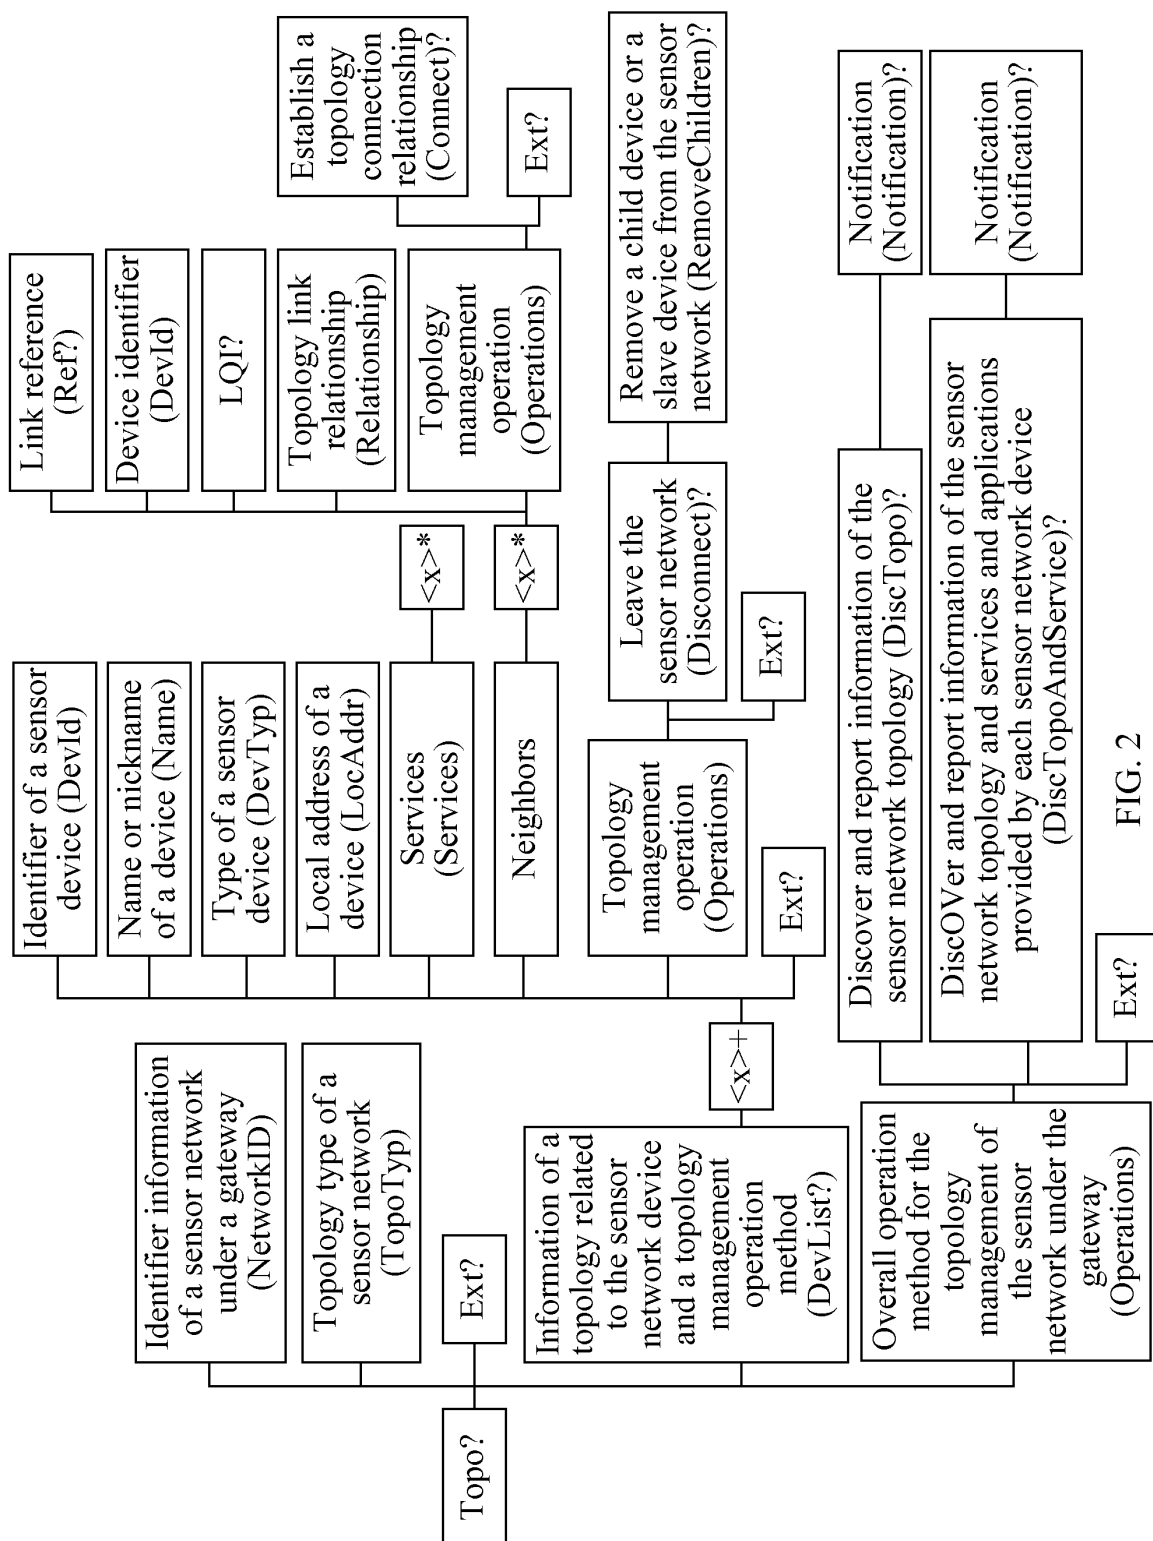 Topo?
Identifier information
of a sensor network
under a gateway
(NetworkID)
Topology type of a
sensor network
(TopoTyp)
Ext?
Information of a
topology related
to the sensor
network device
and a topology
management
operation
method
(DevList?)
Overall operation
method for the
topology
management of
the sensor
network under the
gateway
(Operations)
<x>+
Identifier of a sensor
device (DevId)
Name or nickname
of a device (Name)
Type of a sensor
device (DevTyp)
Local address of a
device (LocAddr)
Services
(Services)
Neighbors
Topology
management
operation
(Operations)
Ext?
<x>*
<x>*
Link reference
(Ref?)
Device identifier
(DevId)
LQI?
Topology link
relationship
(Relationship)
Topology
management
operation
(Operations)
Establish a
topology
connection
relationship
(Connect)?
Ext?
Leave the
sensor network
(Disconnect)?
Ext?
Remove a child device or a
slave device from the sensor
network (RemoveChildren)?
Discover and report information of the
sensor network topology (DiscTopo)?
Notification
(Notification)?
DiscOVer and report information of the sensor
network topology and services and applications
provided by each sensor network device
(DiscTopoAndService)?
Notification
(Notification)?
Ext?
FIG. 2